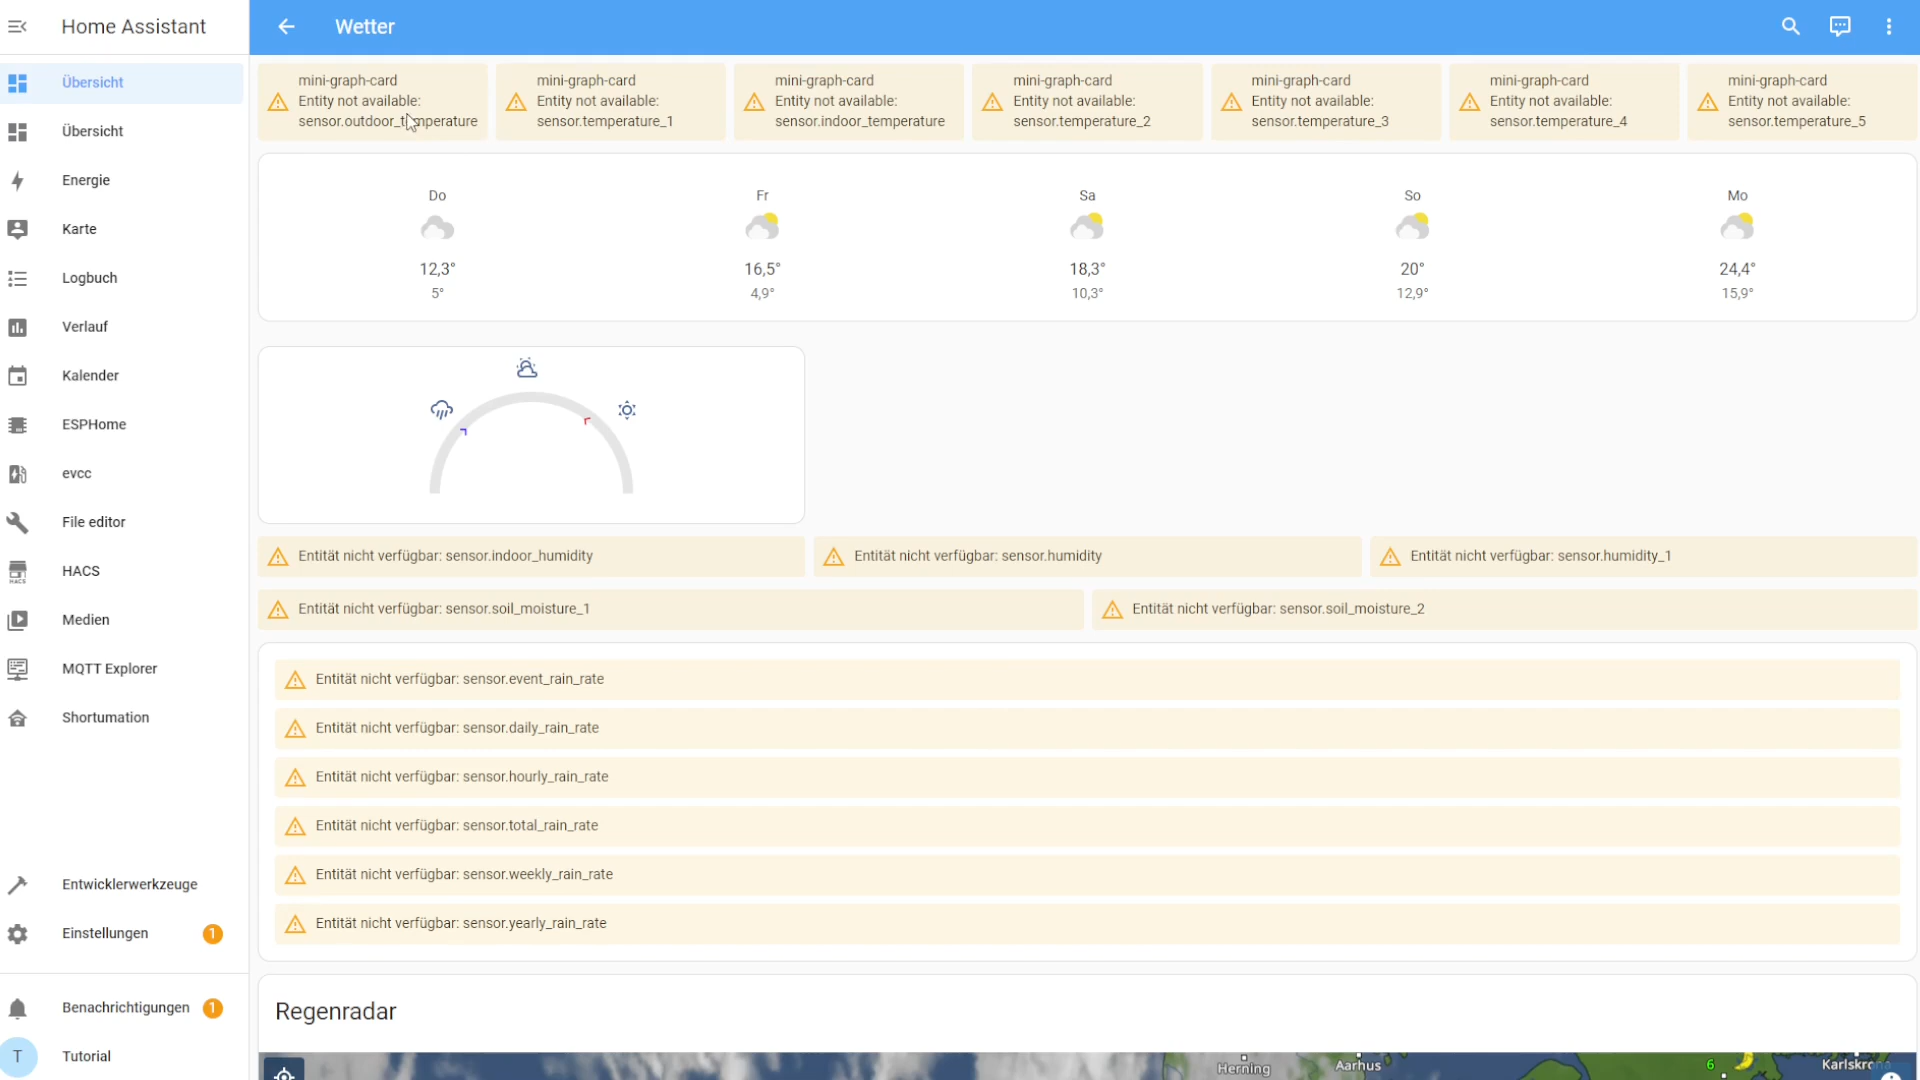 Home Assistant
Wetter
Übersicht
Übersicht
Energie
Karte
Logbuch
Verlauf
Kalender
ESPHome
evcc
File editor
HACS
HACS
Medien
MQTT Explorer
Shortumation
Entwicklerwerkzeuge
Einstellungen 1
Benachrichtigungen 1
T Tutorial
mini-graph-card
Entity not available:
sensor.outdoor_temperature
mini-graph-card
Entity not available:
sensor.temperature_1
mini-graph-card
Entity not available:
sensor.indoor_temperature
mini-graph-card
Entity not available:
sensor.temperature_2
mini-graph-card
Entity not available:
sensor.temperature_3
mini-graph-card
Entity not available:
sensor.temperature_4
mini-graph-card
Entity not available:
sensor.temperature_5
Do
12,3°
5°
Fr
16,5°
4,9°
Sa
18,3°
10,3°
So
20°
12,9°
Mo
24,4°
15,9°
Entität nicht verfügbar: sensor.indoor_humidity
Entität nicht verfügbar: sensor.humidity
Entität nicht verfügbar: sensor.humidity_1
Entität nicht verfügbar: sensor.soil_moisture_1
Entität nicht verfügbar: sensor.soil_moisture_2
Entität nicht verfügbar: sensor.event_rain_rate
Entität nicht verfügbar: sensor.daily_rain_rate
Entität nicht verfügbar: sensor.hourly_rain_rate
Entität nicht verfügbar: sensor.total_rain_rate
Entität nicht verfügbar: sensor.weekly_rain_rate
Entität nicht verfügbar: sensor.yearly_rain_rate
Regenradar
Herning
Aarhus
6
Karlskrona